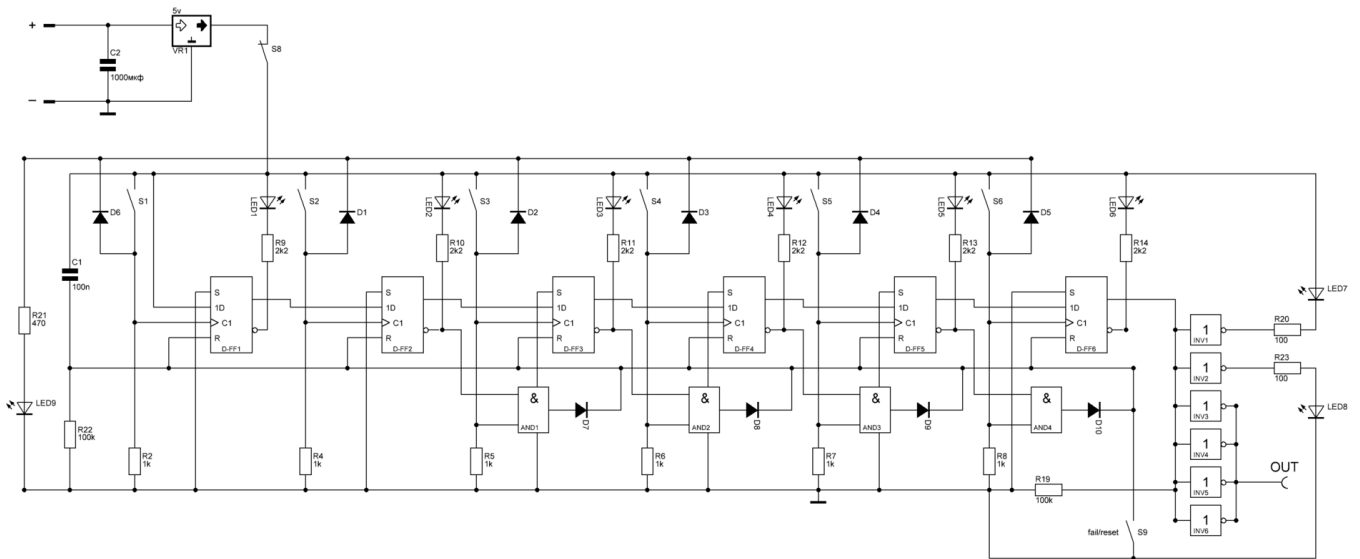 +
5v
VR1
S8
C2
1000мкф
–
D6
S1
LED1
S2
D1
LED2
S3
D2
LED3
S4
D3
LED4
S5
D4
LED5
S6
D5
LED6
R9
2k2
R10
2k2
R11
2k2
R12
2k2
R13
2k2
R14
2k2
C1
100n
S
1D
C1
R
D-FF1
S
1D
C1
R
D-FF2
S
1D
C1
R
D-FF3
S
1D
C1
R
D-FF4
S
1D
C1
R
D-FF5
S
1D
C1
R
D-FF6
LED7
R21
470
1
INV1
R20
100
1
INV2
R23
100
LED9
R22
100k
&
AND1
D7
&
AND2
D8
&
AND3
D9
&
AND4
D10
1
INV3
LED8
1
INV4
R2
1k
R4
1k
R5
1k
R6
1k
R7
1k
R8
1k
OUT
1
INV5
R19
100k
1
INV6
fail/reset
S9